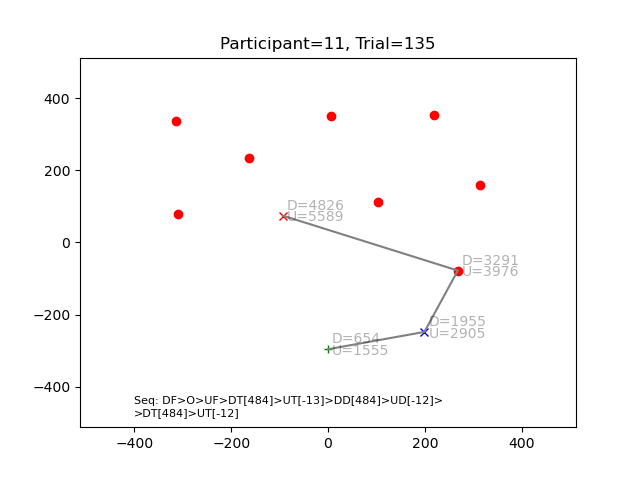 Participant=11, Trial=135
400
200
0
−200
−400
−400
−200
0
200
400
D=4826
U=5589
D=3291
U=3976
D=1955
U=2905
D=654
U=1555
Seq: DF>O>UF>DT[484]>UT[-13]>DD[484]>UD[-12]>
>DT[484]>UT[-12]